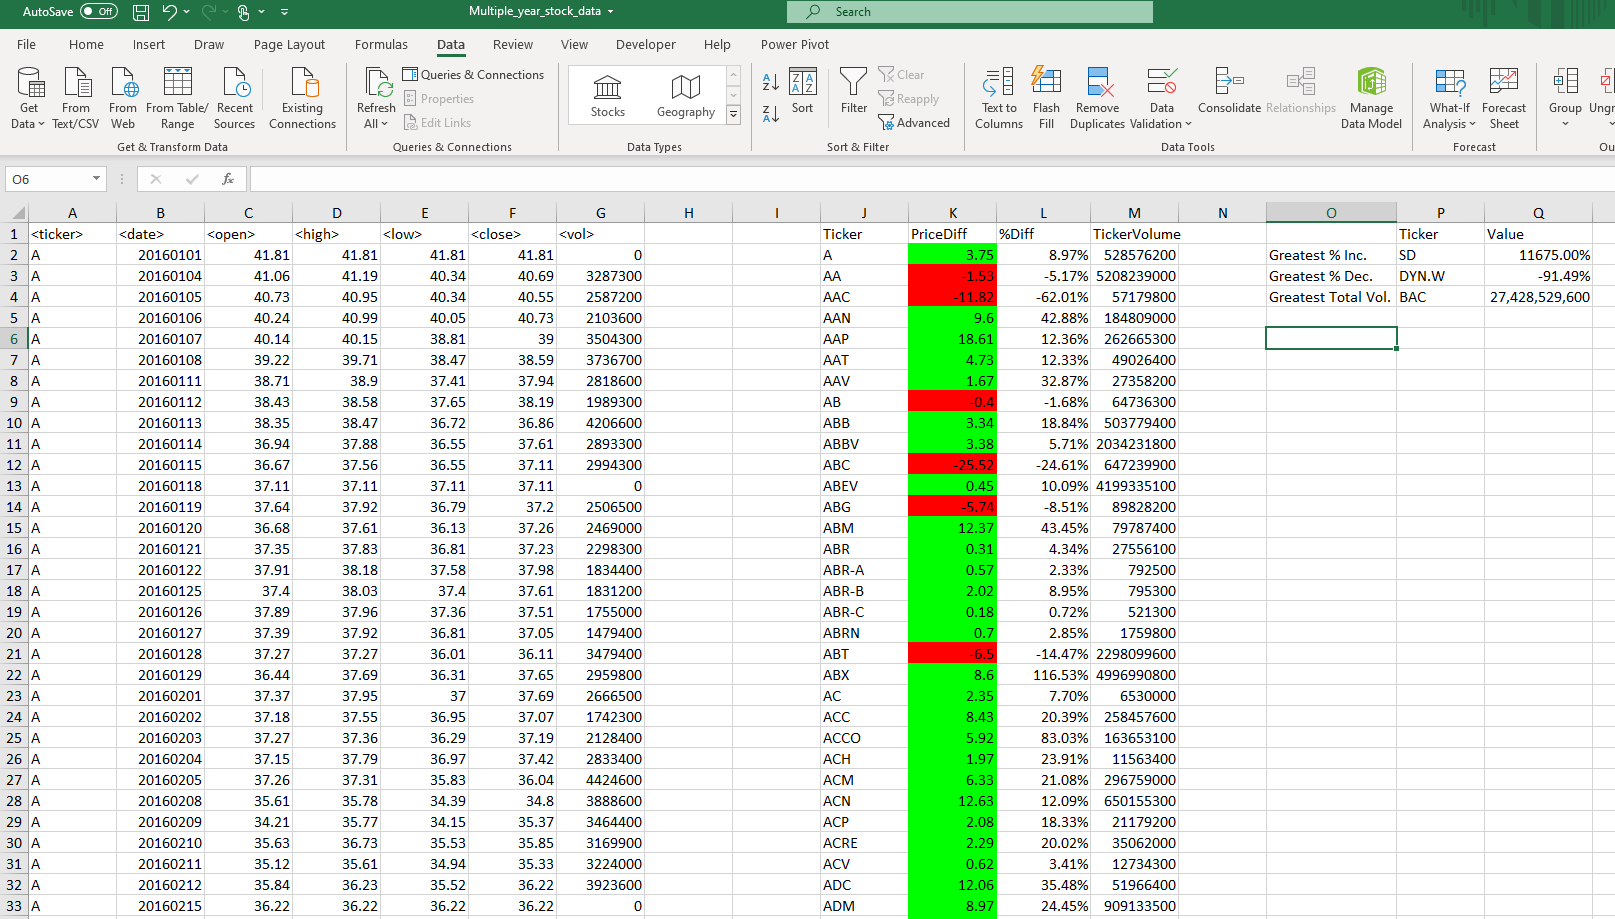 AutoSave Off Multiple_year_stock_data Search
File Home Insert Draw Page Layout Formulas Data Review View Developer Help Power Pivot
Get Data From Text/CSV From Web From Table/ Range Recent Sources Existing Connections
Get & Transform Data
Refresh All Queries & Connections
Properties
Edit Links
Queries & Connections
Stocks Geography
Data Types
Sort Filter Clear
Reapply
Advanced
Sort & Filter
Text to Columns Flash Fill Remove Duplicates Data Validation Consolidate Relationships Manage Data Model
Data Tools
What-If Analysis Forecast Sheet
Forecast
Group Ungr
Ou
O6 fx
A B C D E F G H I J K L M N O P Q
1 <ticker> <date> <open> <high> <low> <close> <vol> Ticker PriceDiff %Diff TickerVolume Ticker Value
2 A 20160101 41.81 41.81 41.81 41.81 0 A 3.75 8.97% 528576200 Greatest % Inc. SD 11675.00%
3 A 20160104 41.06 41.19 40.34 40.69 3287300 AA -1.53 -5.17% 5208239000 Greatest % Dec. DYN.W -91.49%
4 A 20160105 40.73 40.95 40.34 40.55 2587200 AAC -11.82 -62.01% 57179800 Greatest Total Vol. BAC 27,428,529,600
5 A 20160106 40.24 40.99 40.05 40.73 2103600 AAN 9.6 42.88% 184809000
6 A 20160107 40.14 40.15 38.81 39 3504300 AAP 18.61 12.36% 262665300
7 A 20160108 39.22 39.71 38.47 38.59 3736700 AAT 4.73 12.33% 49026400
8 A 20160111 38.71 38.9 37.41 37.94 2818600 AAV 1.67 32.87% 27358200
9 A 20160112 38.43 38.58 37.65 38.19 1989300 AB -0.4 -1.68% 64736300
10 A 20160113 38.35 38.47 36.72 36.86 4206600 ABB 3.34 18.84% 503779400
11 A 20160114 36.94 37.88 36.55 37.61 2893300 ABBV 3.38 5.71% 2034231800
12 A 20160115 36.67 37.56 36.55 37.11 2994300 ABC -25.52 -24.61% 647239900
13 A 20160118 37.11 37.11 37.11 37.11 0 ABEV 0.45 10.09% 4199335100
14 A 20160119 37.64 37.92 36.79 37.2 2506500 ABG -5.74 -8.51% 89828200
15 A 20160120 36.68 37.61 36.13 37.26 2469000 ABM 12.37 43.45% 79787400
16 A 20160121 37.35 37.83 36.81 37.23 2298300 ABR 0.31 4.34% 27556100
17 A 20160122 37.91 38.18 37.58 37.98 1834400 ABR-A 0.57 2.33% 792500
18 A 20160125 37.4 38.03 37.4 37.61 1831200 ABR-B 2.02 8.95% 795300
19 A 20160126 37.89 37.96 37.36 37.51 1755000 ABR-C 0.18 0.72% 521300
20 A 20160127 37.39 37.92 36.81 37.05 1479400 ABRN 0.7 2.85% 1759800
21 A 20160128 37.27 37.27 36.01 36.11 3479400 ABT -6.5 -14.47% 2298099600
22 A 20160129 36.44 37.69 36.31 37.65 2959800 ABX 8.6 116.53% 4996990800
23 A 20160201 37.37 37.95 37 37.69 2666500 AC 2.35 7.70% 6530000
24 A 20160202 37.18 37.55 36.95 37.07 1742300 ACC 8.43 20.39% 258457600
25 A 20160203 37.27 37.36 36.29 37.19 2128400 ACCO 5.92 83.03% 163653100
26 A 20160204 37.15 37.79 36.97 37.42 2833400 ACH 1.97 23.91% 11563400
27 A 20160205 37.26 37.31 35.83 36.04 4424600 ACM 6.33 21.08% 296759000
28 A 20160208 35.61 35.78 34.39 34.8 3888600 ACN 12.63 12.09% 650155300
29 A 20160209 34.21 35.77 34.15 35.37 3464400 ACP 2.08 18.33% 21179200
30 A 20160210 35.63 36.73 35.53 35.85 3169900 ACRE 2.29 20.02% 35062000
31 A 20160211 35.12 35.61 34.94 35.33 3224000 ACV 0.62 3.41% 12734300
32 A 20160212 35.84 36.23 35.52 36.22 3923600 ADC 12.06 35.48% 51966400
33 A 20160215 36.22 36.22 36.22 36.22 0 ADM 8.97 24.45% 909133500